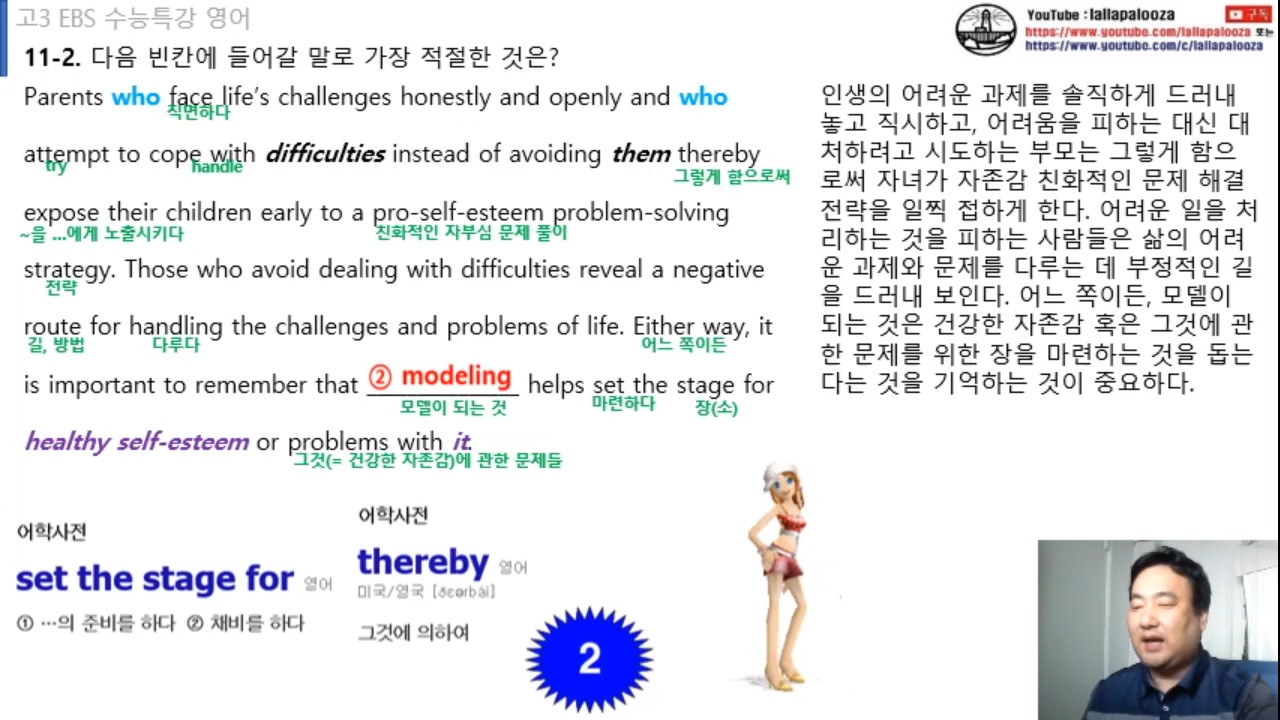 고3 EBS 수능특강 영어
YouTube : lallapalooza
구독
https://www.youtube.com/lallapalooza 또는
https://www.youtube.com/c/lallapalooza
11-2. 다음 빈칸에 들어갈 말로 가장 적절한 것은?
Parents who face life's challenges honestly and openly and who
직면하다
attempt to cope with difficulties instead of avoiding them thereby
try handle 그렇게 함으로써
expose their children early to a pro-self-esteem problem-solving
~을 ...에게 노출시키다 친화적인 자부심 문제 풀이
strategy. Those who avoid dealing with difficulties reveal a negative
전략
route for handling the challenges and problems of life. Either way, it
길, 방법 다루다 어느 쪽이든
is important to remember that ② modeling helps set the stage for
모델이 되는 것 마련하다 장(소)
healthy self-esteem or problems with it.
그것(= 건강한 자존감)에 관한 문제들
인생의 어려운 과제를 솔직하게 드러내
놓고 직시하고, 어려움을 피하는 대신 대
처하려고 시도하는 부모는 그렇게 함으
로써 자녀가 자존감 친화적인 문제 해결
전략을 일찍 접하게 한다. 어려운 일을 처
리하는 것을 피하는 사람들은 삶의 어려
운 과제와 문제를 다루는 데 부정적인 길
을 드러내 보인다. 어느 쪽이든, 모델이
되는 것은 건강한 자존감 혹은 그것에 관
한 문제를 위한 장을 마련하는 것을 돕는
다는 것을 기억하는 것이 중요하다.
어학사전
set the stage for 영어
① …의 준비를 하다 ② 채비를 하다
어학사전
thereby 영어
미국/영국 [ðɛərbái]
그것에 의하여
2